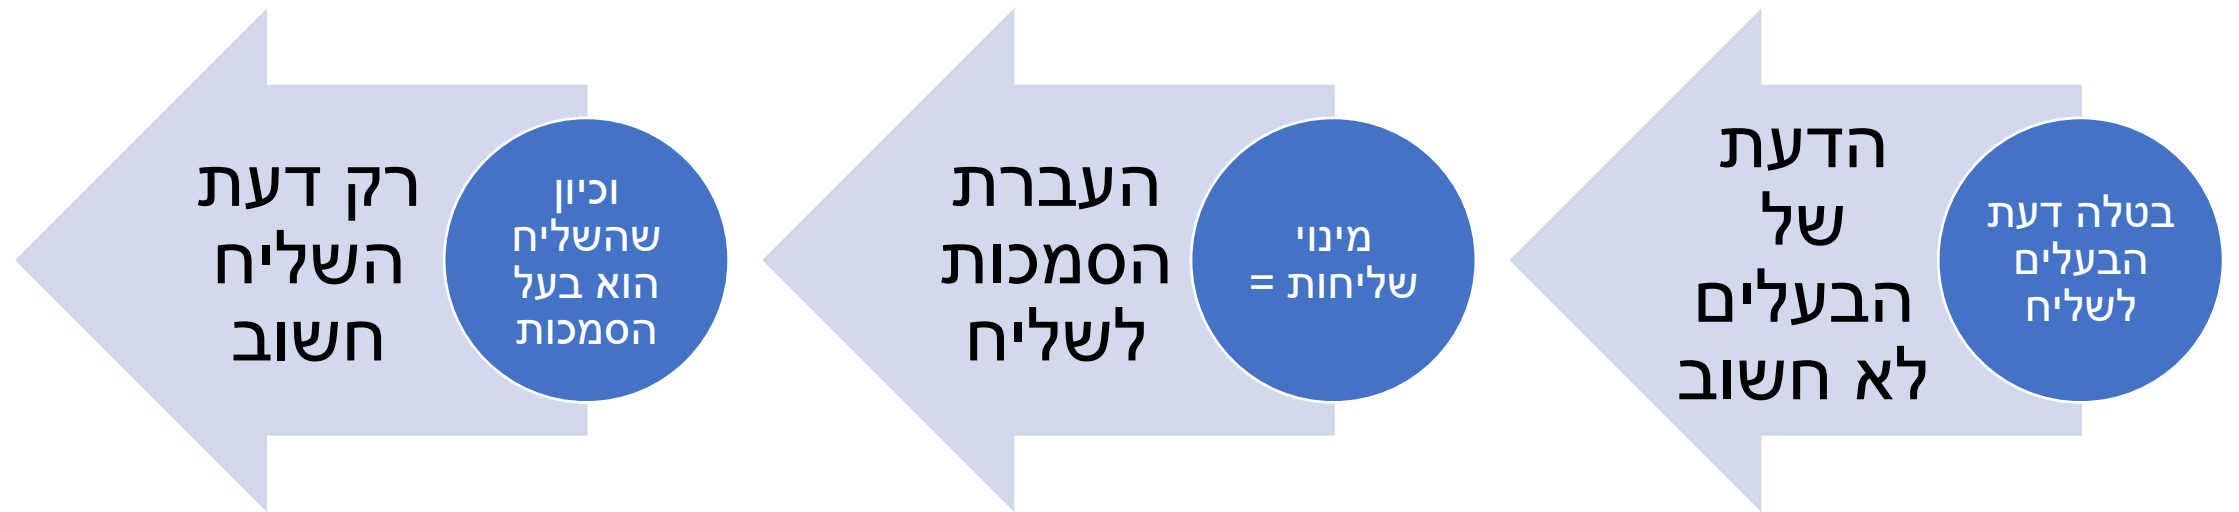 בטלה דעת
הבעלים
לשליח
הדעת
של
הבעלים
לא חשוב
מינוי
שליחות =
העברת
הסמכות
לשליח
וכיון
שהשליח
הוא בעל
הסמכות
רק דעת
השליח
חשוב